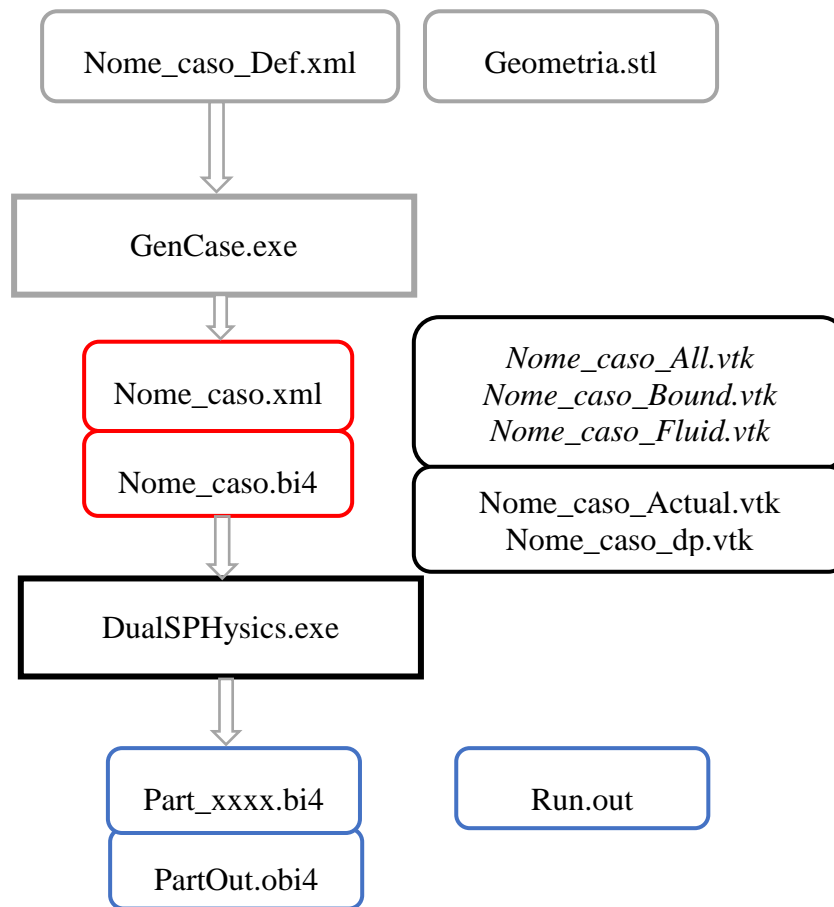 Nome_caso_Def.xml
Geometria.stl
GenCase.exe
Nome_caso.xml
Nome_caso.bi4
Nome_caso_All.vtk
Nome_caso_Bound.vtk
Nome_caso_Fluid.vtk
Nome_caso_Actual.vtk
Nome_caso_dp.vtk
DualSPHysics.exe
Part_xxxx.bi4
Run.out
PartOut.obi4